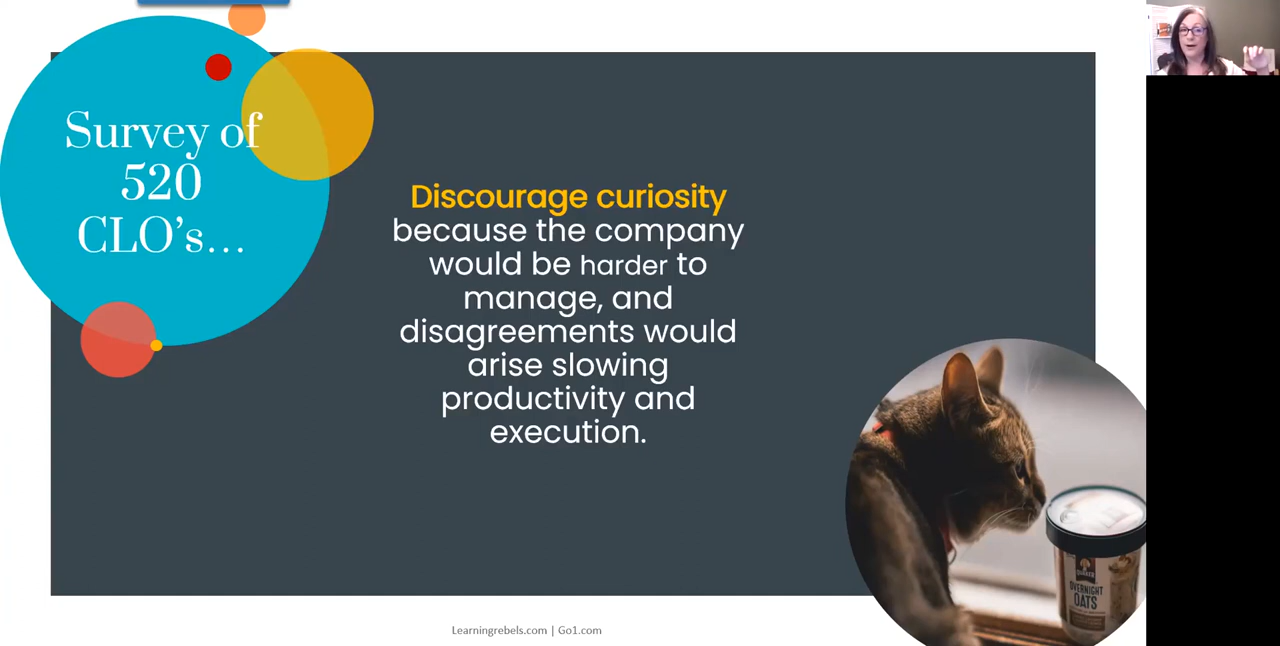 Survey of
520
CLO’s...
Discourage curiosity
because the company
would be harder to
manage, and
disagreements would
arise slowing
productivity and
execution.
QUAKER
OVERNIGHT
OATS
Learningrebels.com | Go1.com